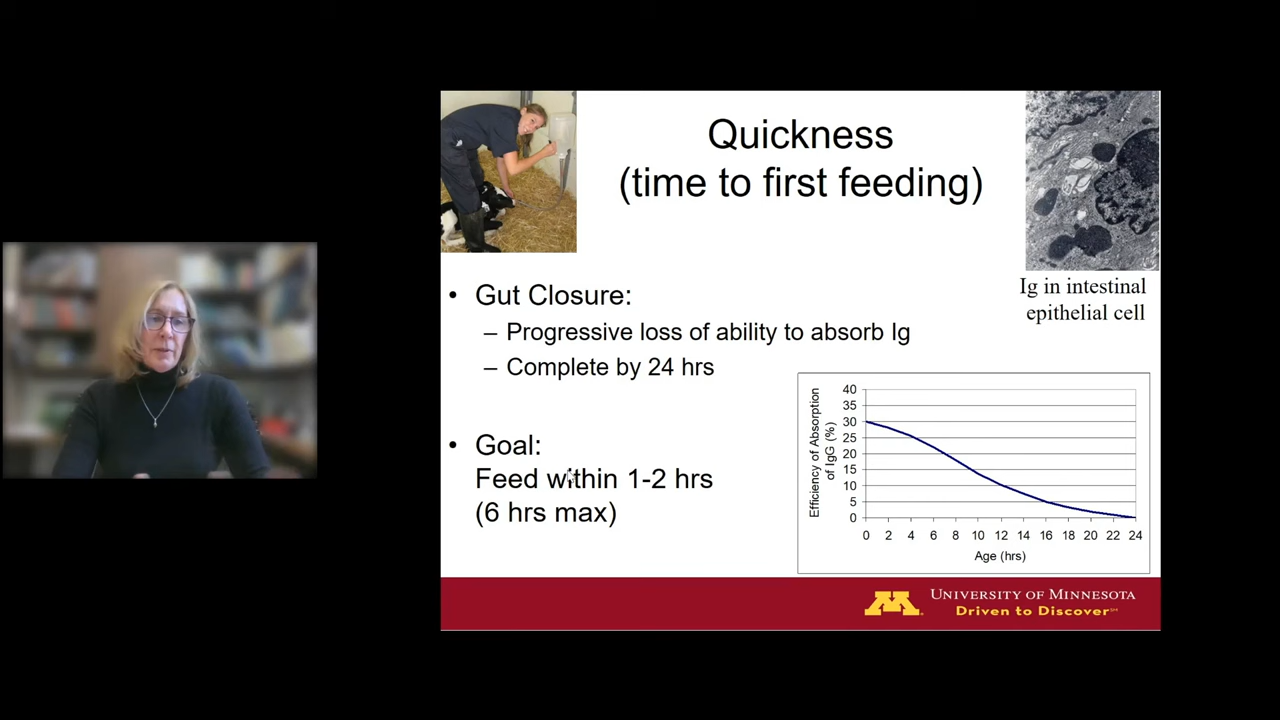 Quickness
(time to first feeding)
Ig in intestinal
epithelial cell
• Gut Closure:
– Progressive loss of ability to absorb Ig
– Complete by 24 hrs
• Goal:
Feed within 1-2 hrs
(6 hrs max)
Efficiency of Absorption
of IgG (%)
40
35
30
25
20
15
10
5
0
0 2 4 6 8 10 12 14 16 18 20 22 24
Age (hrs)
M
UNIVERSITY OF MINNESOTA
Driven to Discover℠